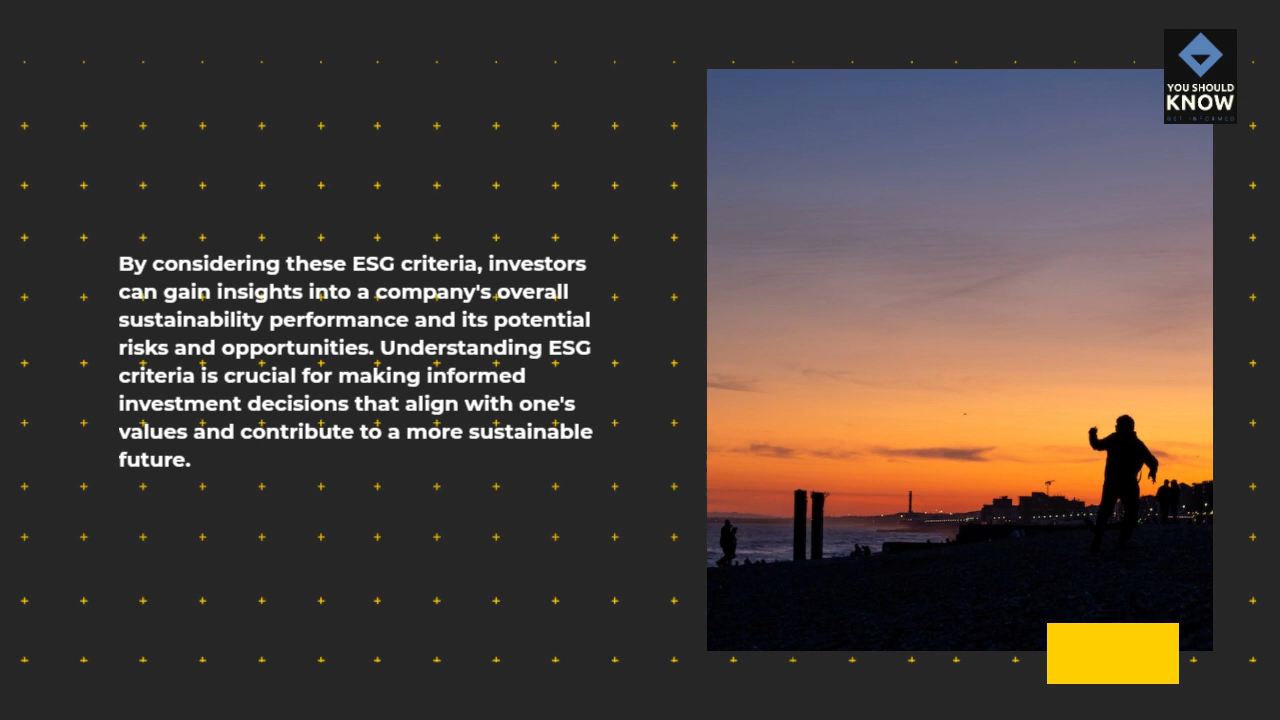 YOU SHOULD
KNOW
GET INFORMED
By considering these ESG criteria, investors
can gain insights into a company's overall
sustainability performance and its potential
risks and opportunities. Understanding ESG
criteria is crucial for making informed
investment decisions that align with one's
values and contribute to a more sustainable
future.